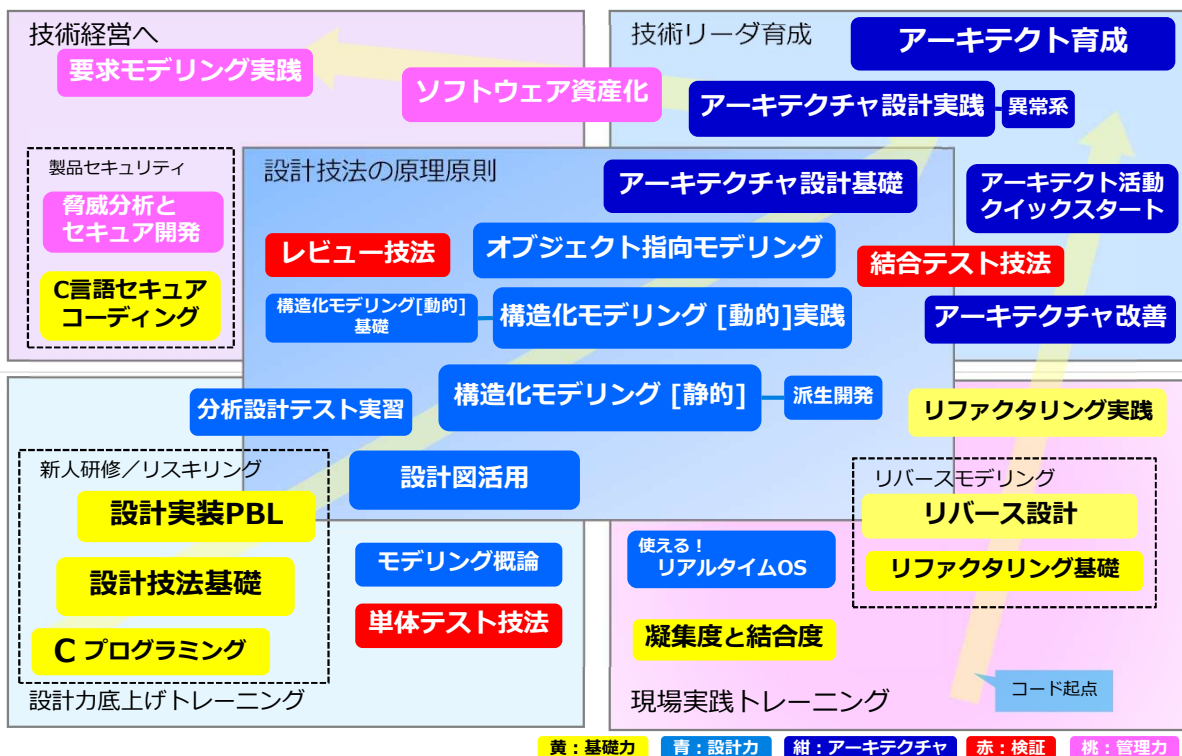 技術経営へ
要求モデリング実践
ソフトウェア資産化
技術リーダ育成
アーキテクト育成
アーキテクチャ設計実践
異常系
製品セキュリティ
脅威分析と
セキュア開発
C言語セキュア
コーディング
設計技法の原理原則
アーキテクチャ設計基礎
アーキテクト活動
クイックスタート
レビュー技法
オブジェクト指向モデリング
結合テスト技法
構造化モデリング[動的]
基礎
構造化モデリング [動的]実践
アーキテクチャ改善
構造化モデリング [静的]
派生開発
分析設計テスト実習
リファクタリング実践
新人研修／リスキリング
設計実装PBL
設計技法基礎
C プログラミング
設計力底上げトレーニング
設計図活用
モデリング概論
単体テスト技法
使える！
リアルタイムOS
凝集度と結合度
リバースモデリング
リバース設計
リファクタリング基礎
コード起点
現場実践トレーニング
黄：基礎力
青：設計力
紺：アーキテクチャ
赤：検証
桃：管理力